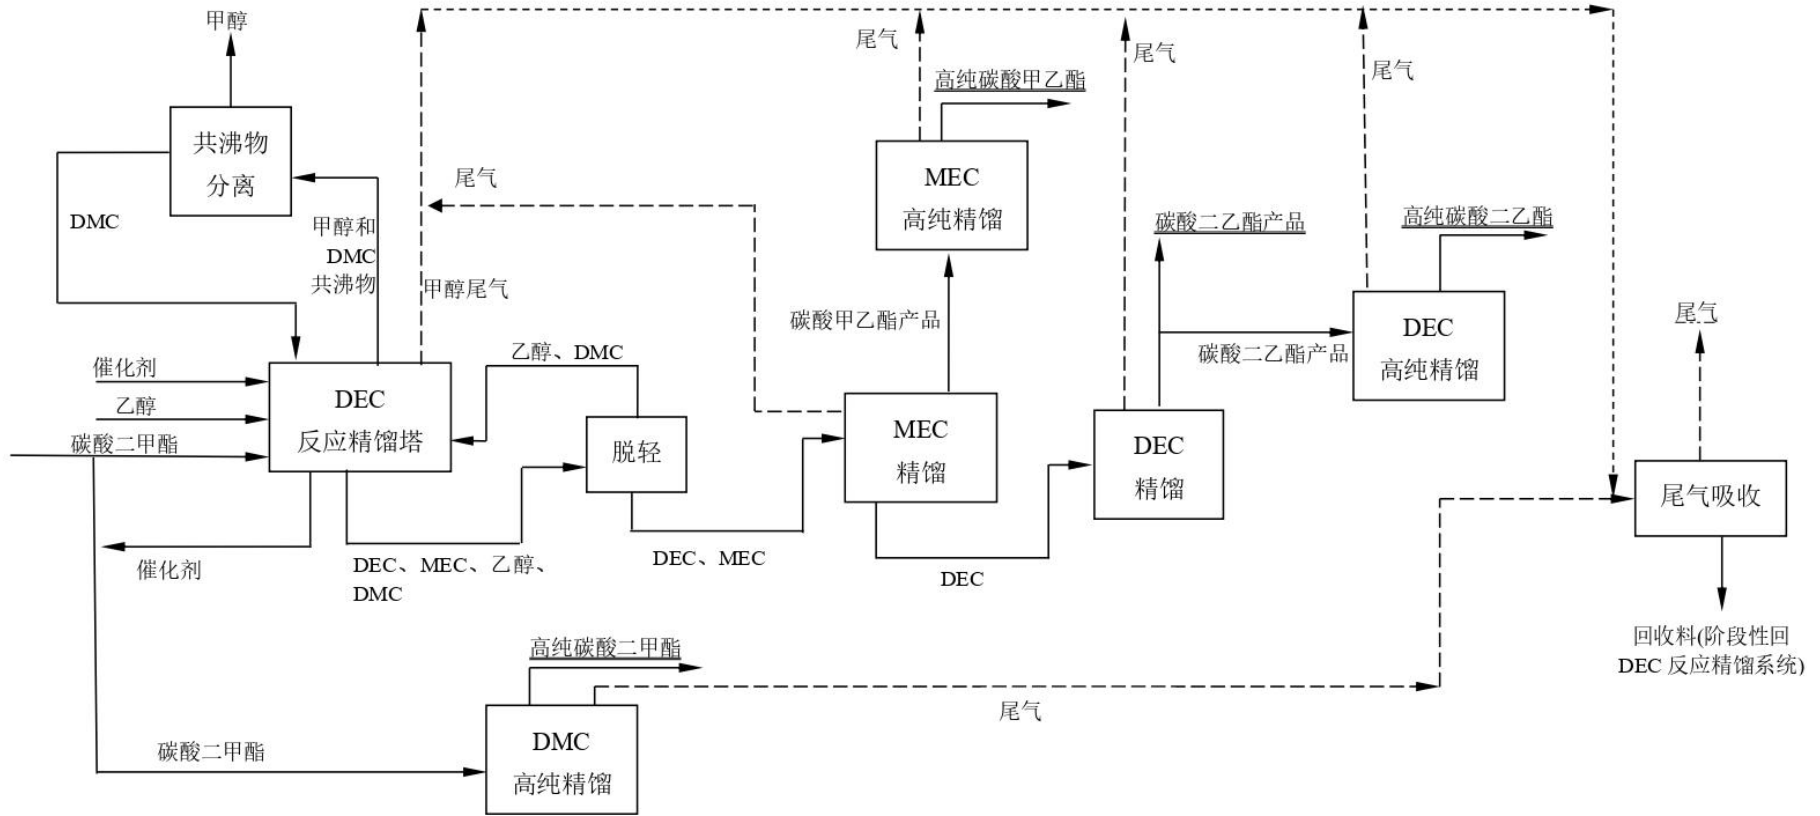 甲醇
尾气
尾气
尾气
高纯碳酸甲乙酯
共沸物
分离
MEC
高纯精馏
尾气
DMC
甲醇和
DMC
共沸物
碳酸二乙酯产品
高纯碳酸二乙酯
甲醇尾气
碳酸甲乙酯产品
尾气
DEC
高纯精馏
碳酸二乙酯产品
乙醇、DMC
催化剂
乙醇
碳酸二甲酯
DEC
反应精馏塔
脱轻
MEC
精馏
DEC
精馏
尾气吸收
催化剂
DEC、MEC、乙醇、
DMC
DEC、MEC
DEC
高纯碳酸二甲酯
回收料(阶段性回
DEC 反应精馏系统)
尾气
碳酸二甲酯
DMC
高纯精馏